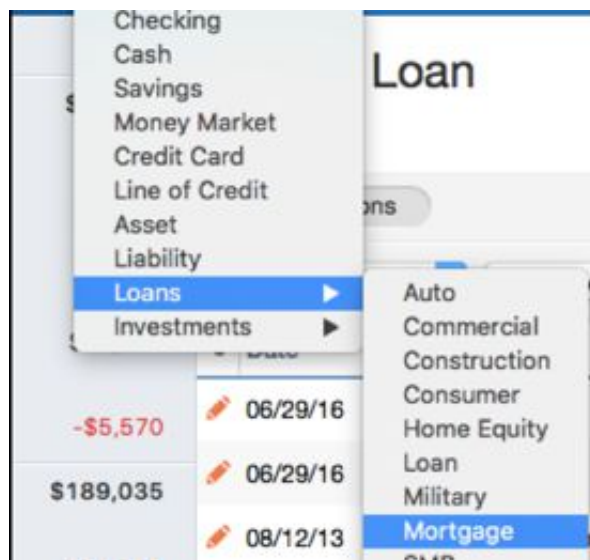 Checking
Cash
Savings
Money Market
Credit Card
Line of Credit
Asset
Liability
Loans
Investments
Loan
Auto
Commercial
Construction
Consumer
Home Equity
Loan
Military
Mortgage
-$5,570
06/29/16
$189,035
06/29/16
08/12/13